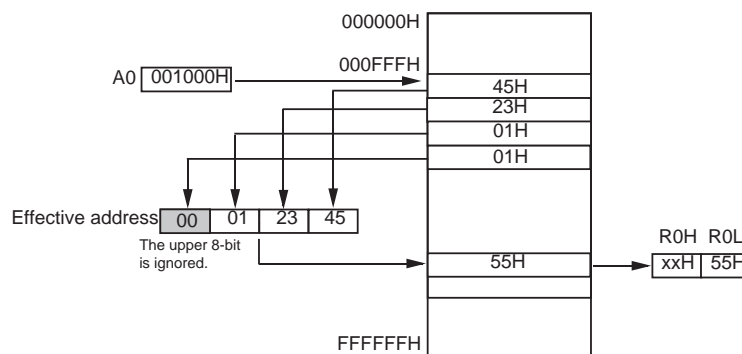 000000H
000FFFH
A0 001000H
45H
23H
01H
01H
Effective address 00 01 23 45
The upper 8-bit
is ignored.
R0H R0L
55H
xxH 55H
FFFFFFH